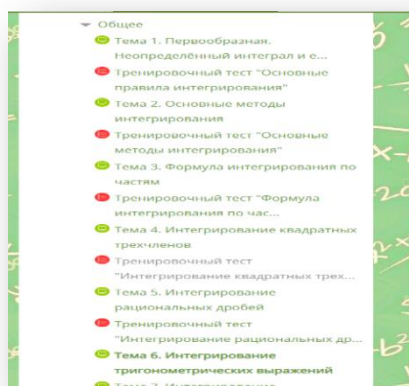 Общее
Тема 1. Первообразная.
Неопределённый интеграл и е...
Тренировочный тест "Основные
правила интегрирования"
Тема 2. Основные методы
интегрирования
Тренировочный тест "Основные
методы интегрирования"
Тема 3. Формула интегрирования по
частям
Тренировочный тест "Формула
интегрирования по час...
Тема 4. Интегрирование квадратных
трехчленов
Тренировочный тест
"Интегрирование квадратных трех...
Тема 5. Интегрирование
рациональных дробей
Тренировочный тест
"Интегрирование рациональных др...
Тема 6. Интегрирование
тригонометрических выражений
Тема 7. Интегрирование